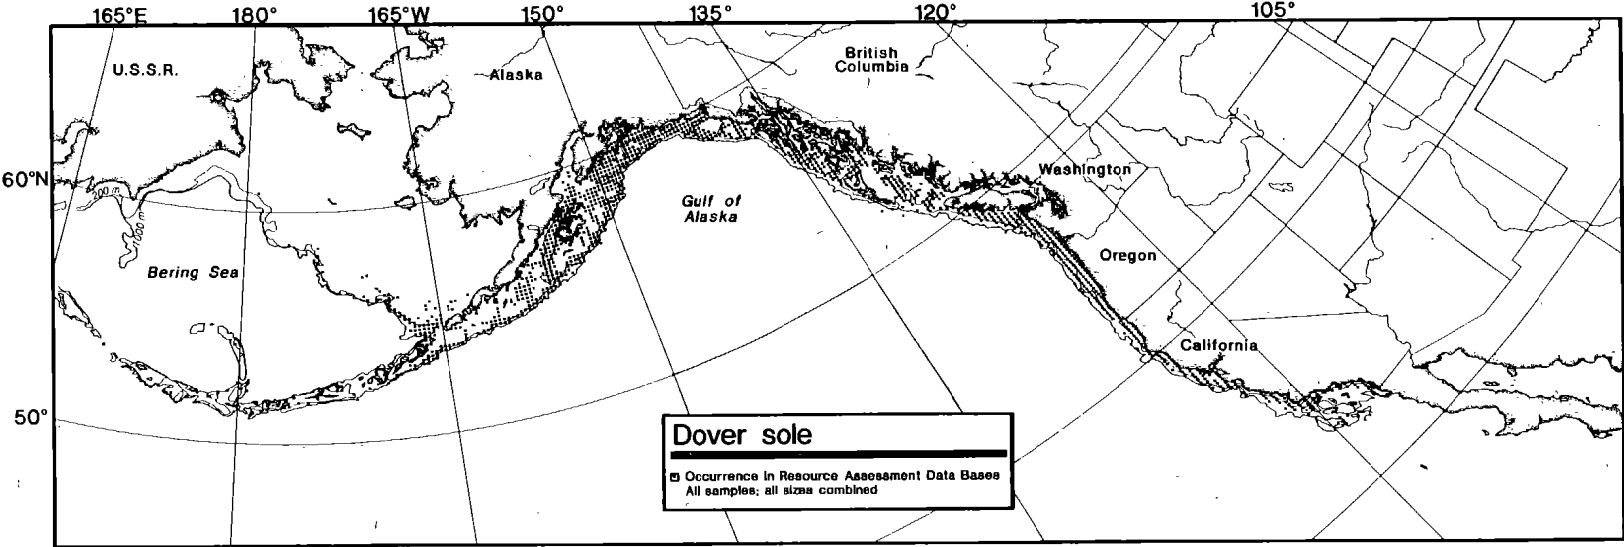 165°E 180° 165°W 150° 135° 120° 105°
British
Columbia
U.S.S.R.
Alaska
Washington
60°N
200 m
1000 m
Gulf of
Alaska
Oregon
Bering Sea
California
50°
Dover sole
Occurrence in Resource Assessment Data Bases
All samples; all sizes combined